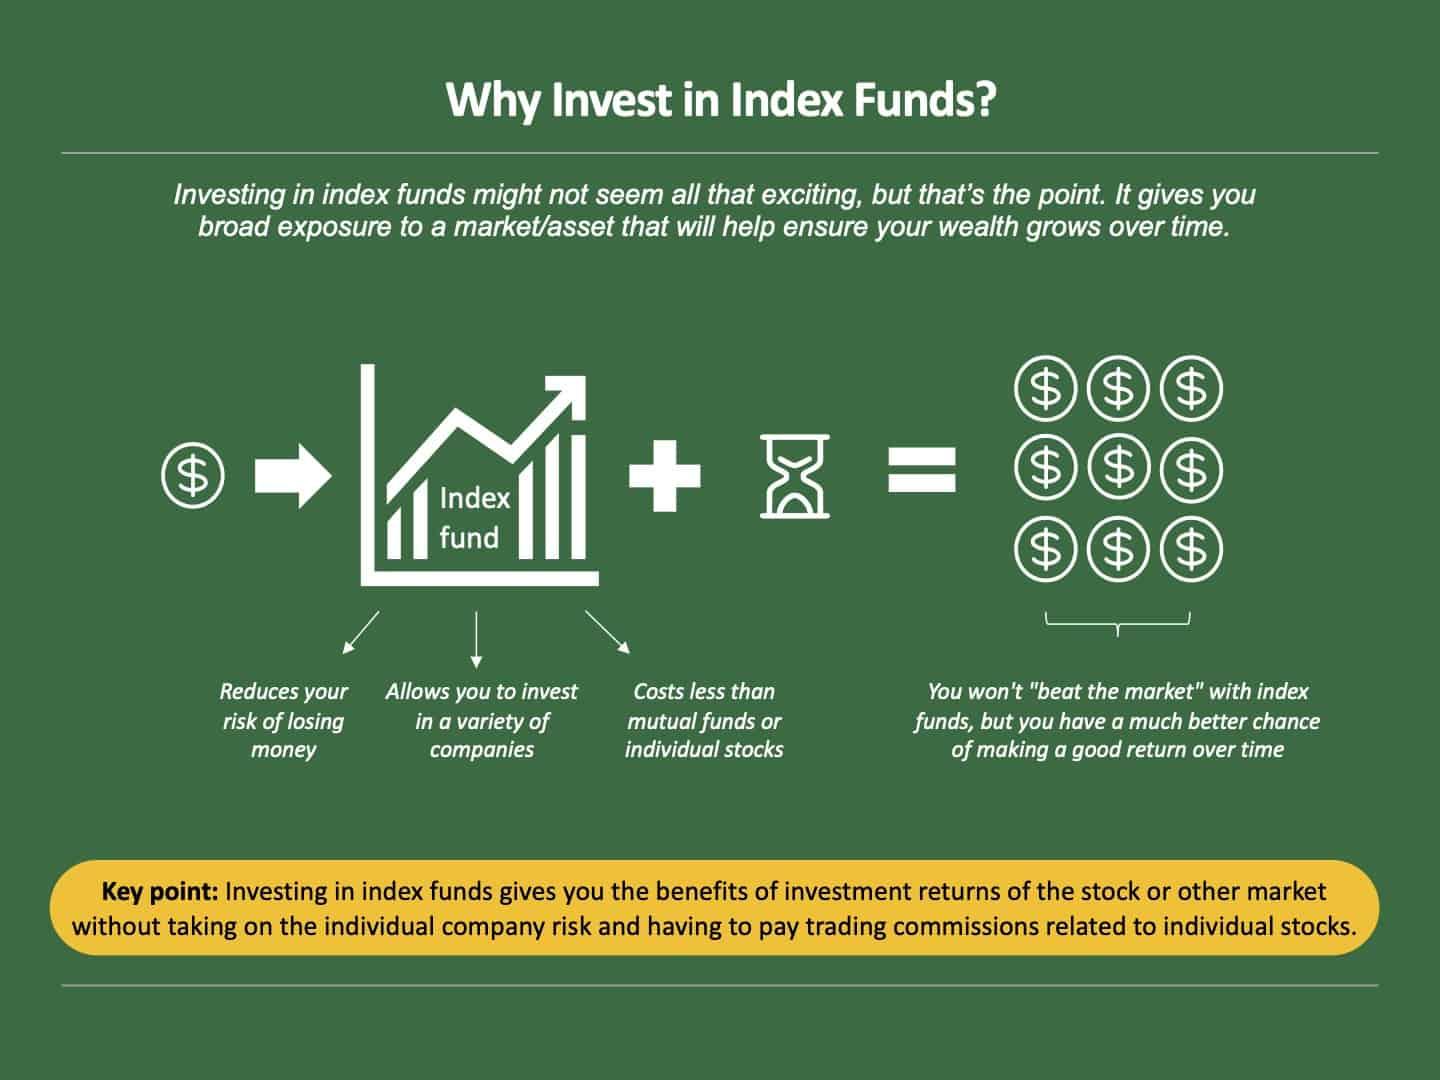 Why Invest in Index Funds?
Investing in index funds might not seem all that exciting, but that’s the point. It gives you
broad exposure to a market/asset that will help ensure your wealth grows over time.
$
Index
fund
$ $ $
$ $ $
$ $ $
Reduces your
risk of losing
money
Allows you to invest
in a variety of
companies
Costs less than
mutual funds or
individual stocks
You won't "beat the market" with index
funds, but you have a much better chance
of making a good return over time
Key point: Investing in index funds gives you the benefits of investment returns of the stock or other market
without taking on the individual company risk and having to pay trading commissions related to individual stocks.